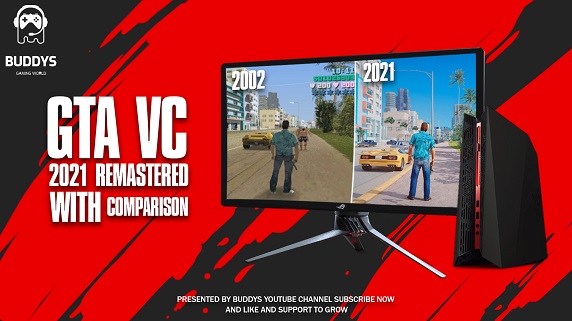 BUDDYS
GAMING WORLD
GTA VC
2021 REMASTERED
WITH COMPARISON
2002
2021
PRESENTED BY BUDDYS YOUTUBE CHANNEL SUBSCRIBE NOW
AND LIKE AND SUPPORT TO GROW